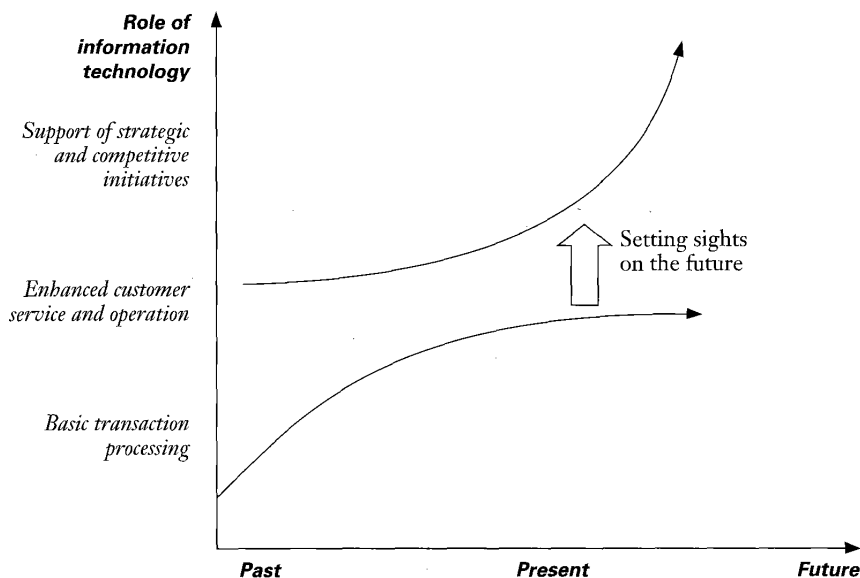 Role of
information
technology
Support of strategic
and competitive
initiatives
Setting sights
on the future
Enhanced customer
service and operation
Basic transaction
processing
Past
Present
Future